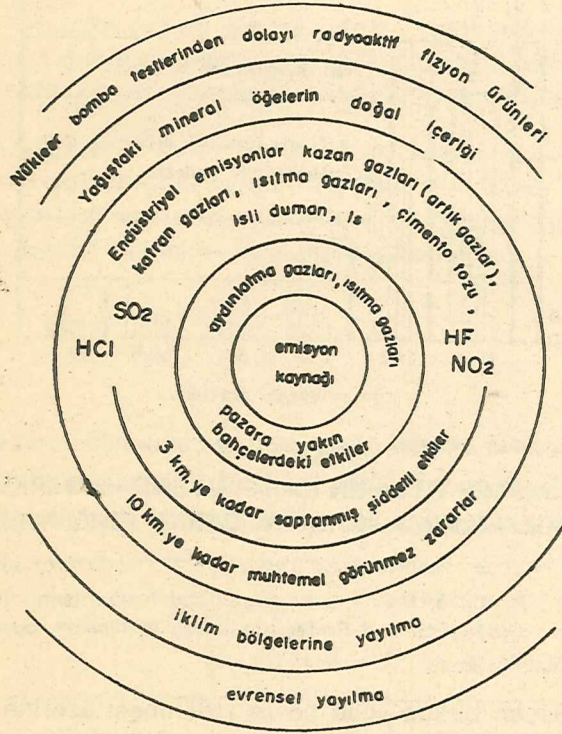 Nükleer bomba testlerinden dolayı radyoaktif fizyon ürünleri
Yağıştaki mineral öğelerin doğal içeriği
Endüstriyel emisyonlar kazan gazları (artık gazlar),
katran gazları, ısıtma gazları, çimento tozu,
isli duman, is
aydınlatma gazları, ısıtma gazları
SO2
HCl
HF
NO2
emisyon
kaynağı
pazara yakın
bahçelerdeki etkiler
3 km.ye kadar saptanmış şiddetli etkiler
10 km.ye kadar muhtemel görünmez zararlar
iklim bölgelerine yayılma
evrensel yayılma